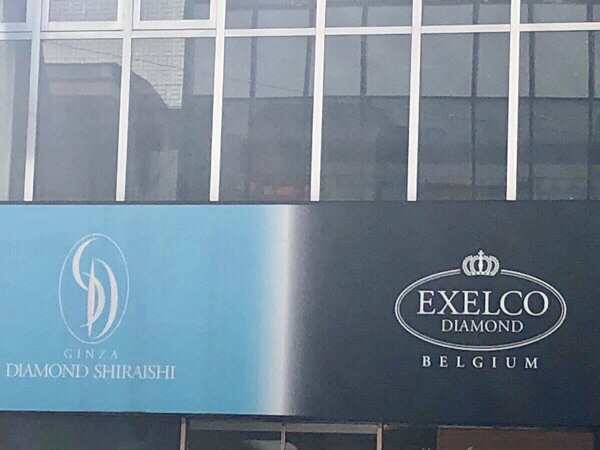 GINZA
DIAMOND SHIRAISHI
EXELCO
DIAMOND
BELGIUM